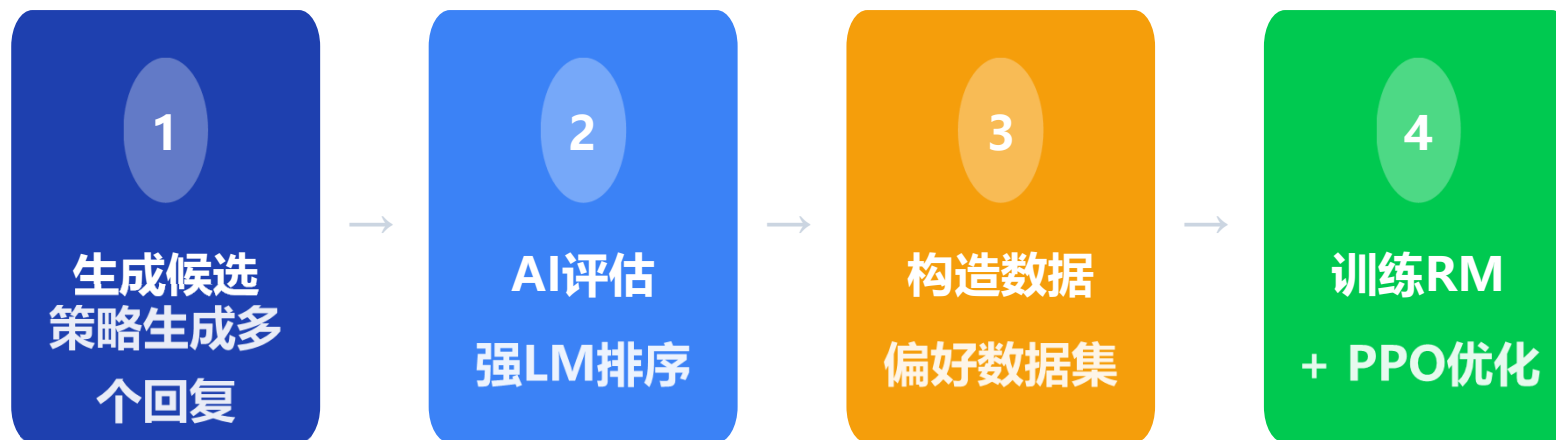 1
生成候选
策略生成多
个回复
→
2
AI评估
强LM排序
→
3
构造数据
偏好数据集
→
4
训练RM
+ PPO优化